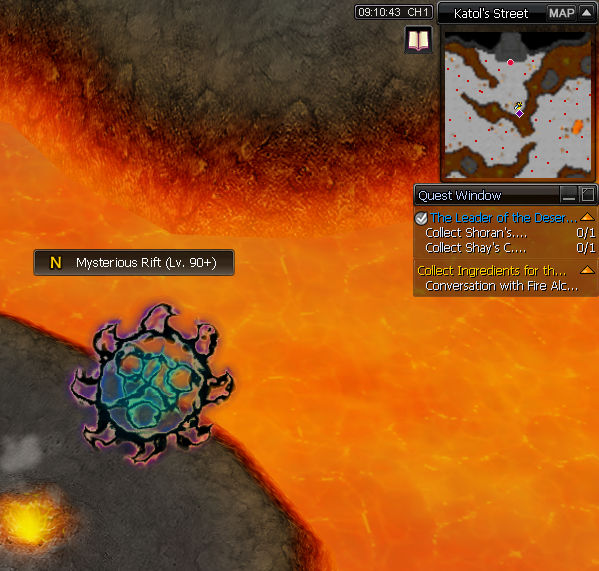 09:10:43 CH1
Katol's Street
MAP
Quest Window
The Leader of the Deser...
Collect Shoran's....
0/1
Collect Shay's C....
0/1
Collect Ingredients for th...
Conversation with Fire Alc...
N Mysterious Rift (Lv. 90+)